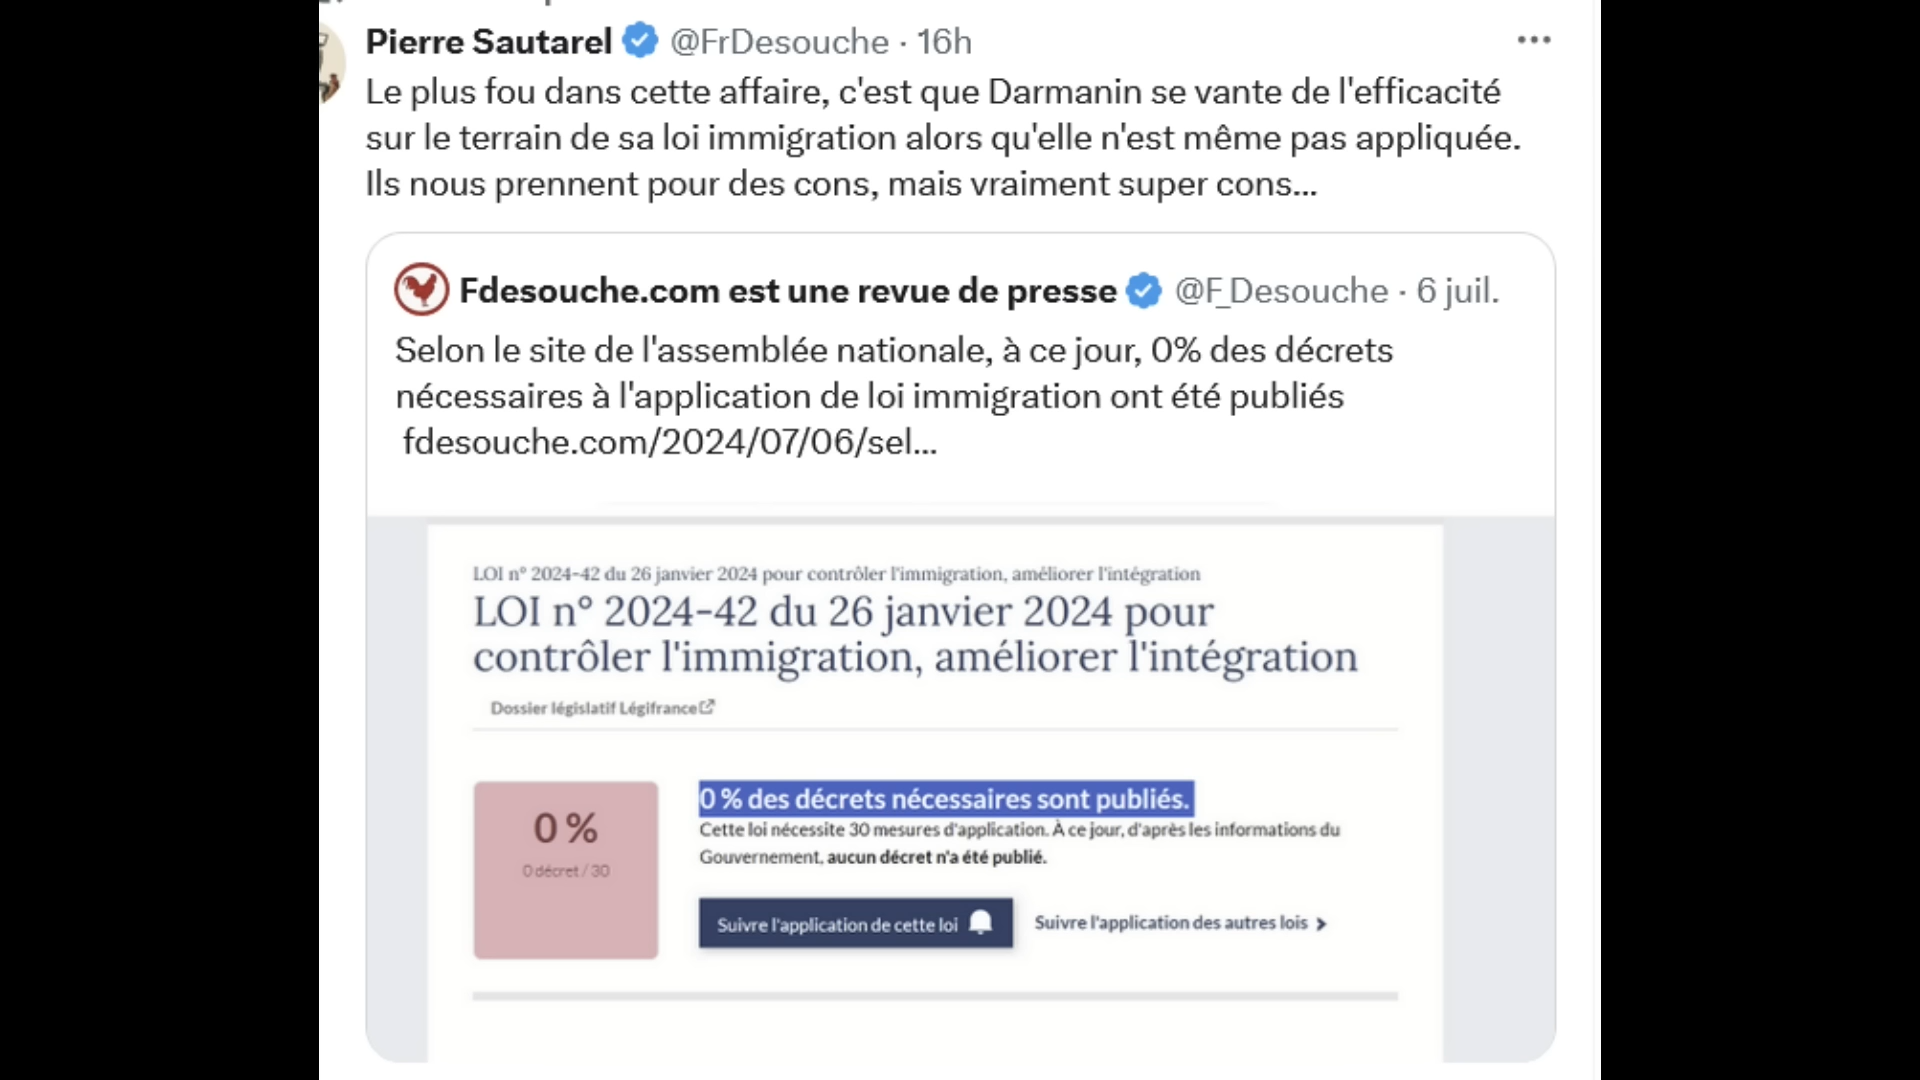 Pierre Sautarel @FrDesouche · 16h
Le plus fou dans cette affaire, c'est que Darmanin se vante de l'efficacité
sur le terrain de sa loi immigration alors qu'elle n'est même pas appliquée.
Ils nous prennent pour des cons, mais vraiment super cons...
Fdesouche.com est une revue de presse @F_Desouche · 6 juil.
Selon le site de l'assemblée nationale, à ce jour, 0% des décrets
nécessaires à l'application de loi immigration ont été publiés
fdesouche.com/2024/07/06/sel...
LOI n° 2024-42 du 26 janvier 2024 pour contrôler l'immigration, améliorer l'intégration
LOI n° 2024-42 du 26 janvier 2024 pour
contrôler l'immigration, améliorer l'intégration
Dossier législatif Légifrance
0 %
0 décret / 30
0 % des décrets nécessaires sont publiés.
Cette loi nécessite 30 mesures d'application. À ce jour, d'après les informations du
Gouvernement, aucun décret n'a été publié.
Suivre l'application de cette loi
Suivre l'application des autres lois